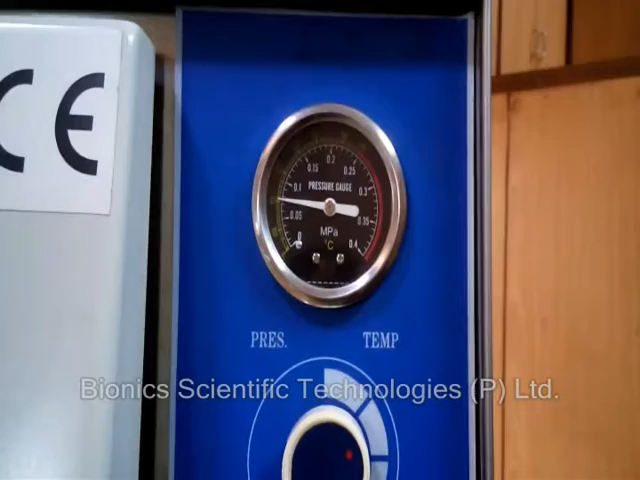 CE
0.2
0.15
0.25
0.1
PRESSURE GAUGE
0.3
0.05
0.35
MPa
0
°C
0.4
PRES. TEMP
Bionics Scientific Technologies (P) Ltd.